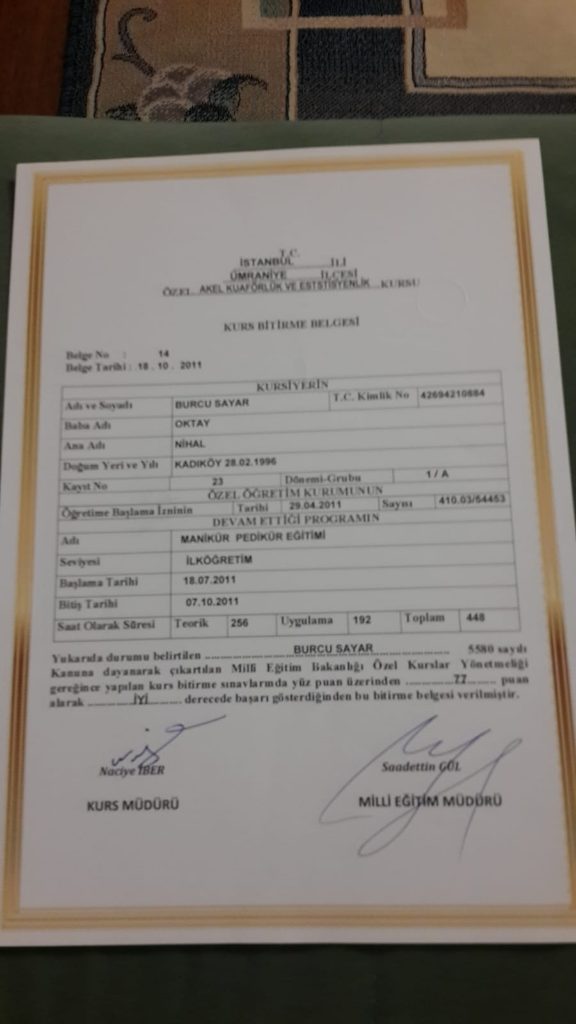 T.C.
İSTANBUL İLİ
ÜMRANİYE İLÇESİ
ÖZEL AKEL KUAFÖRLÜK VE ESTSTİSYENLİK KURSU
KURS BİTİRME BELGESİ
Belge No : 14
Belge Tarihi : 18 . 10 . 2011
KURSİYERİN
Adı ve Soyadı BURCU SAYAR T.C. Kimlik No 42694210884
Baba Adı OKTAY
Ana Adı NİHAL
Doğum Yeri ve Yılı KADIKÖY 28.02.1996
Kayıt No 23 Dönemi-Grubu 1 / A
ÖZEL ÖĞRETİM KURUMUNUN
Öğretime Başlama İzninin Tarihi 29.04.2011 Sayısı 410.03/54453
DEVAM ETTİĞİ PROGRAMIN
Adı MANİKÜR PEDİKÜR EĞİTİMİ
Seviyesi İLKÖĞRETİM
Başlama Tarihi 18.07.2011
Bitiş Tarihi 07.10.2011
Saat Olarak Süresi Teorik 256 Uygulama 192 Toplam 448
Yukarıda durumu belirtilen BURCU SAYAR 5580 sayılı
Kanuna dayanarak çıkartılan Milli Eğitim Bakanlığı Özel Kurslar Yönetmeliği
gereğince yapılan kurs bitirme sınavlarında yüz puan üzerinden ..........77......... puan
alarak ............İYİ.......... derecede başarı gösterdiğinden bu bitirme belgesi verilmiştir.
Naciye İBER Saadettin GÜL
KURS MÜDÜRÜ MİLLİ EĞİTİM MÜDÜRÜ